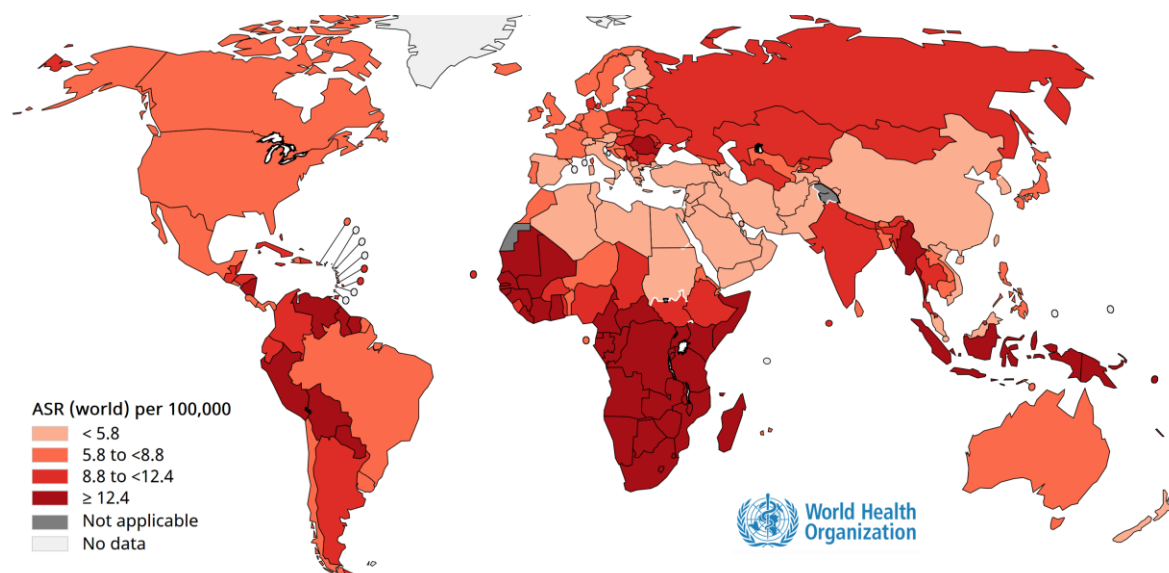 ASR (world) per 100,000
< 5.8
5.8 to <8.8
8.8 to <12.4
≥ 12.4
Not applicable
No data
World Health
Organization